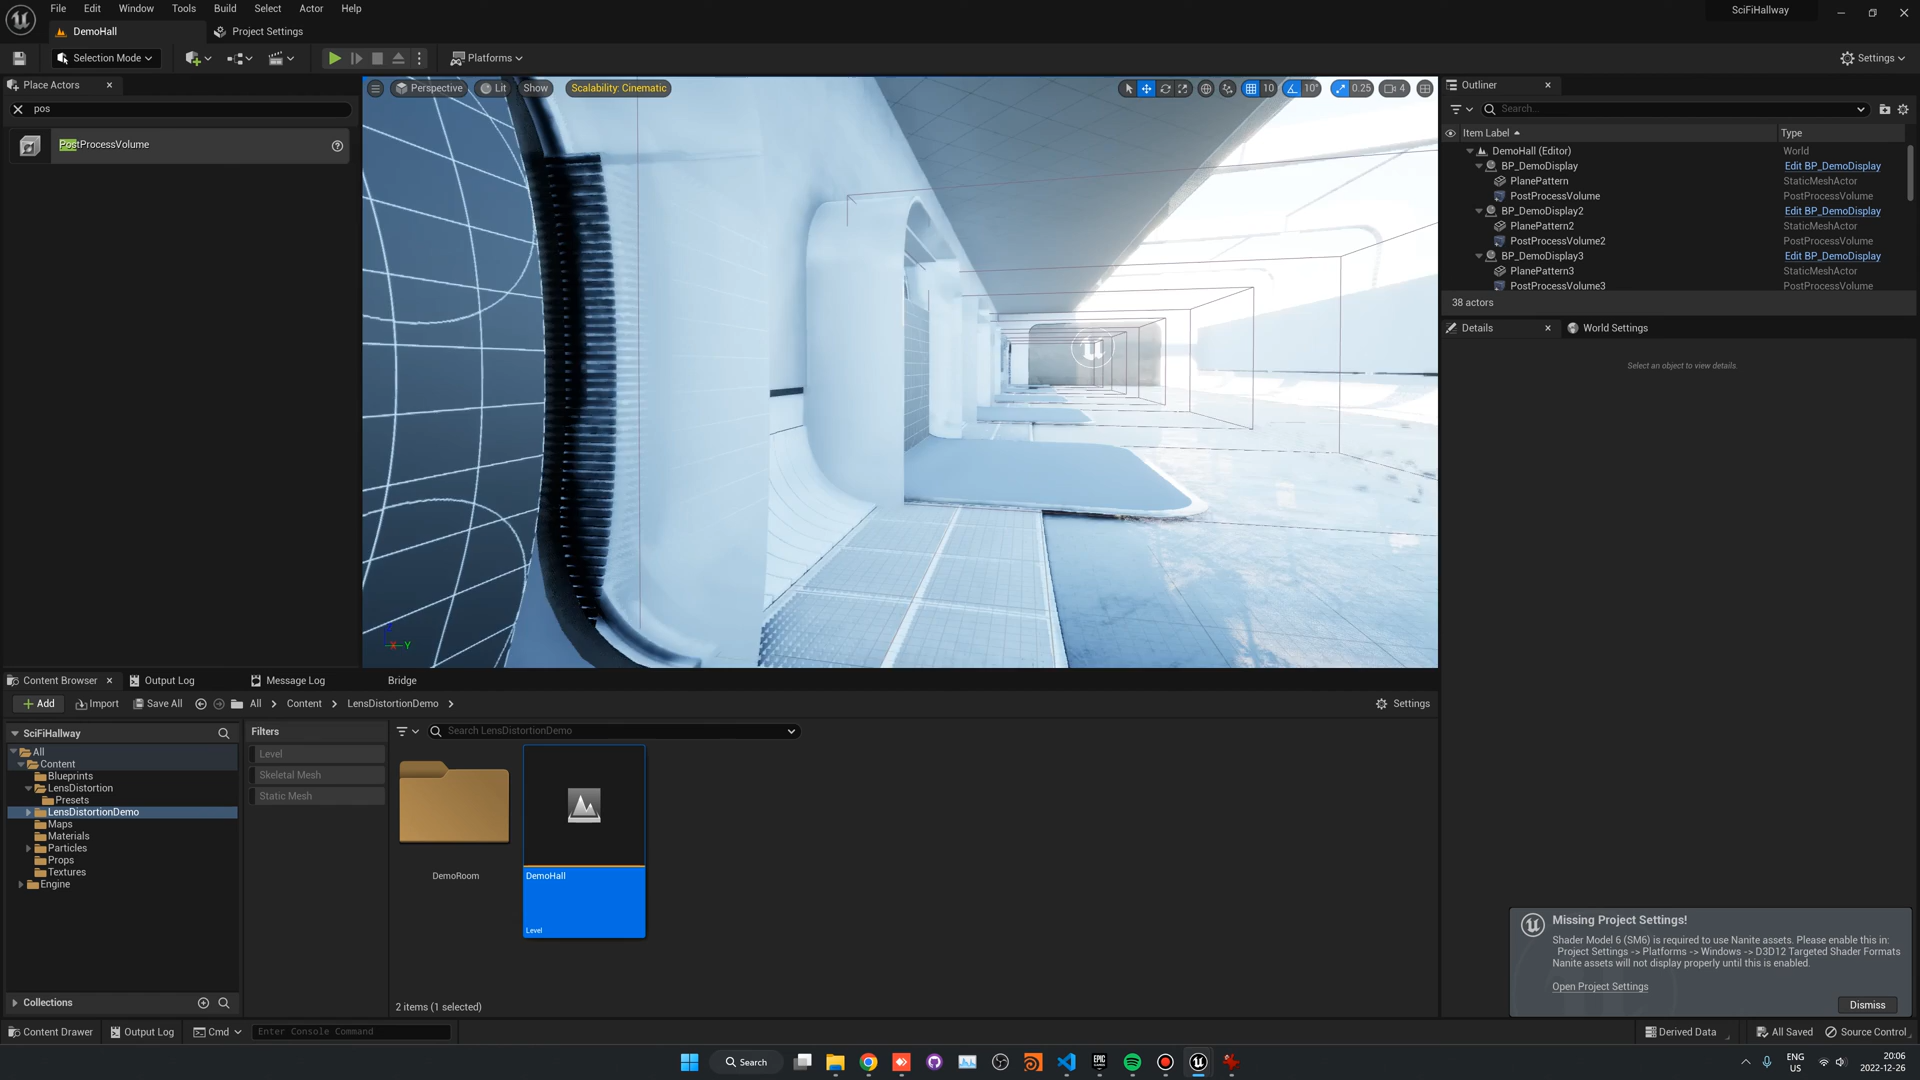 File Edit Window Tools Build Select Actor Help
SciFiHallway
DemoHall
Project Settings
Selection Mode
Platforms
Settings
Place Actors
pos
PostProcessVolume
Perspective
Lit
Show
Scalability: Cinematic
10
10°
0.25
4
Outliner
Search...
Item Label
Type
DemoHall (Editor)
World
BP_DemoDisplay
Edit BP_DemoDisplay
PlanePattern
StaticMeshActor
PostProcessVolume
PostProcessVolume
BP_DemoDisplay2
Edit BP_DemoDisplay
PlanePattern2
StaticMeshActor
PostProcessVolume2
PostProcessVolume
BP_DemoDisplay3
Edit BP_DemoDisplay
PlanePattern3
StaticMeshActor
PostProcessVolume3
PostProcessVolume
38 actors
Details
World Settings
Select an object to view details.
Y
Content Browser
Output Log
Message Log
Bridge
Add
Import
Save All
All
Content
LensDistortionDemo
Settings
SciFiHallway
All
Content
Blueprints
LensDistortion
Presets
LensDistortionDemo
Maps
Materials
Particles
Props
Textures
Engine
Collections
Filters
Level
Skeletal Mesh
Static Mesh
Search LensDistortionDemo
DemoRoom
DemoHall
Level
2 items (1 selected)
Missing Project Settings!
Shader Model 6 (SM6) is required to use Nanite assets. Please enable this in:
Project Settings -> Platforms -> Windows -> D3D12 Targeted Shader Formats
Nanite assets will not display properly until this is enabled.
Open Project Settings
Dismiss
Content Drawer
Output Log
Cmd
Enter Console Command
Derived Data
All Saved
Source Control
Search
EPIC
ENG
US
20:06
2022-12-26